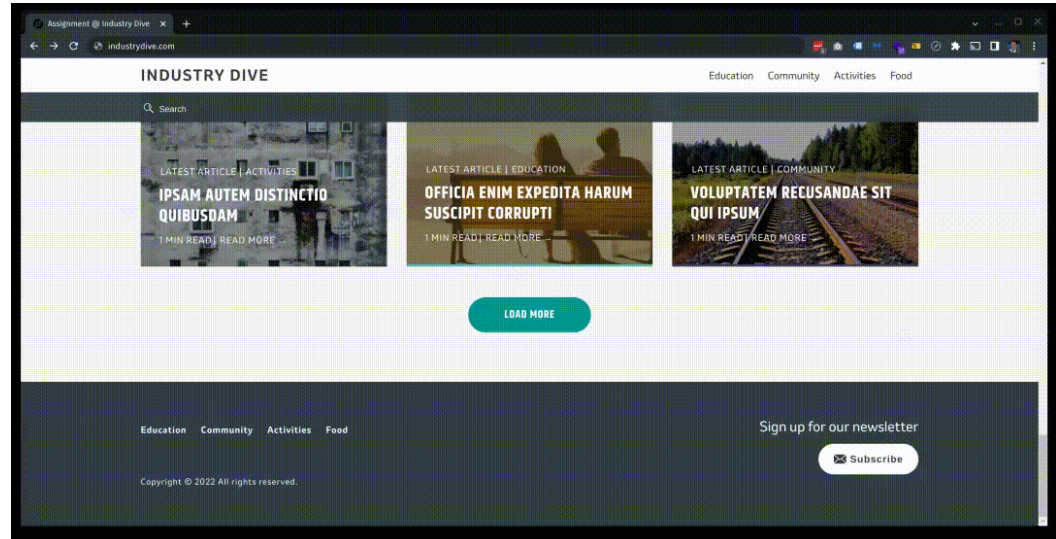 Assignment @ Industry Dive
industrydive.com
INDUSTRY DIVE
Education Community Activities Food
Search
LATEST ARTICLE | ACTIVITIES
IPSAM AUTEM DISTINCTIO
QUIBUSDAM
1 MIN READ | READ MORE →
LATEST ARTICLE | EDUCATION
OFFICIA ENIM EXPEDITA HARUM
SUSCIPIT CORRUPTI
1 MIN READ | READ MORE →
LATEST ARTICLE | COMMUNITY
VOLUPTATEM RECUSANDAE SIT
QUI IPSUM
1 MIN READ | READ MORE →
LOAD MORE
Education Community Activities Food
Sign up for our newsletter
Subscribe
Copyright © 2022 All rights reserved.